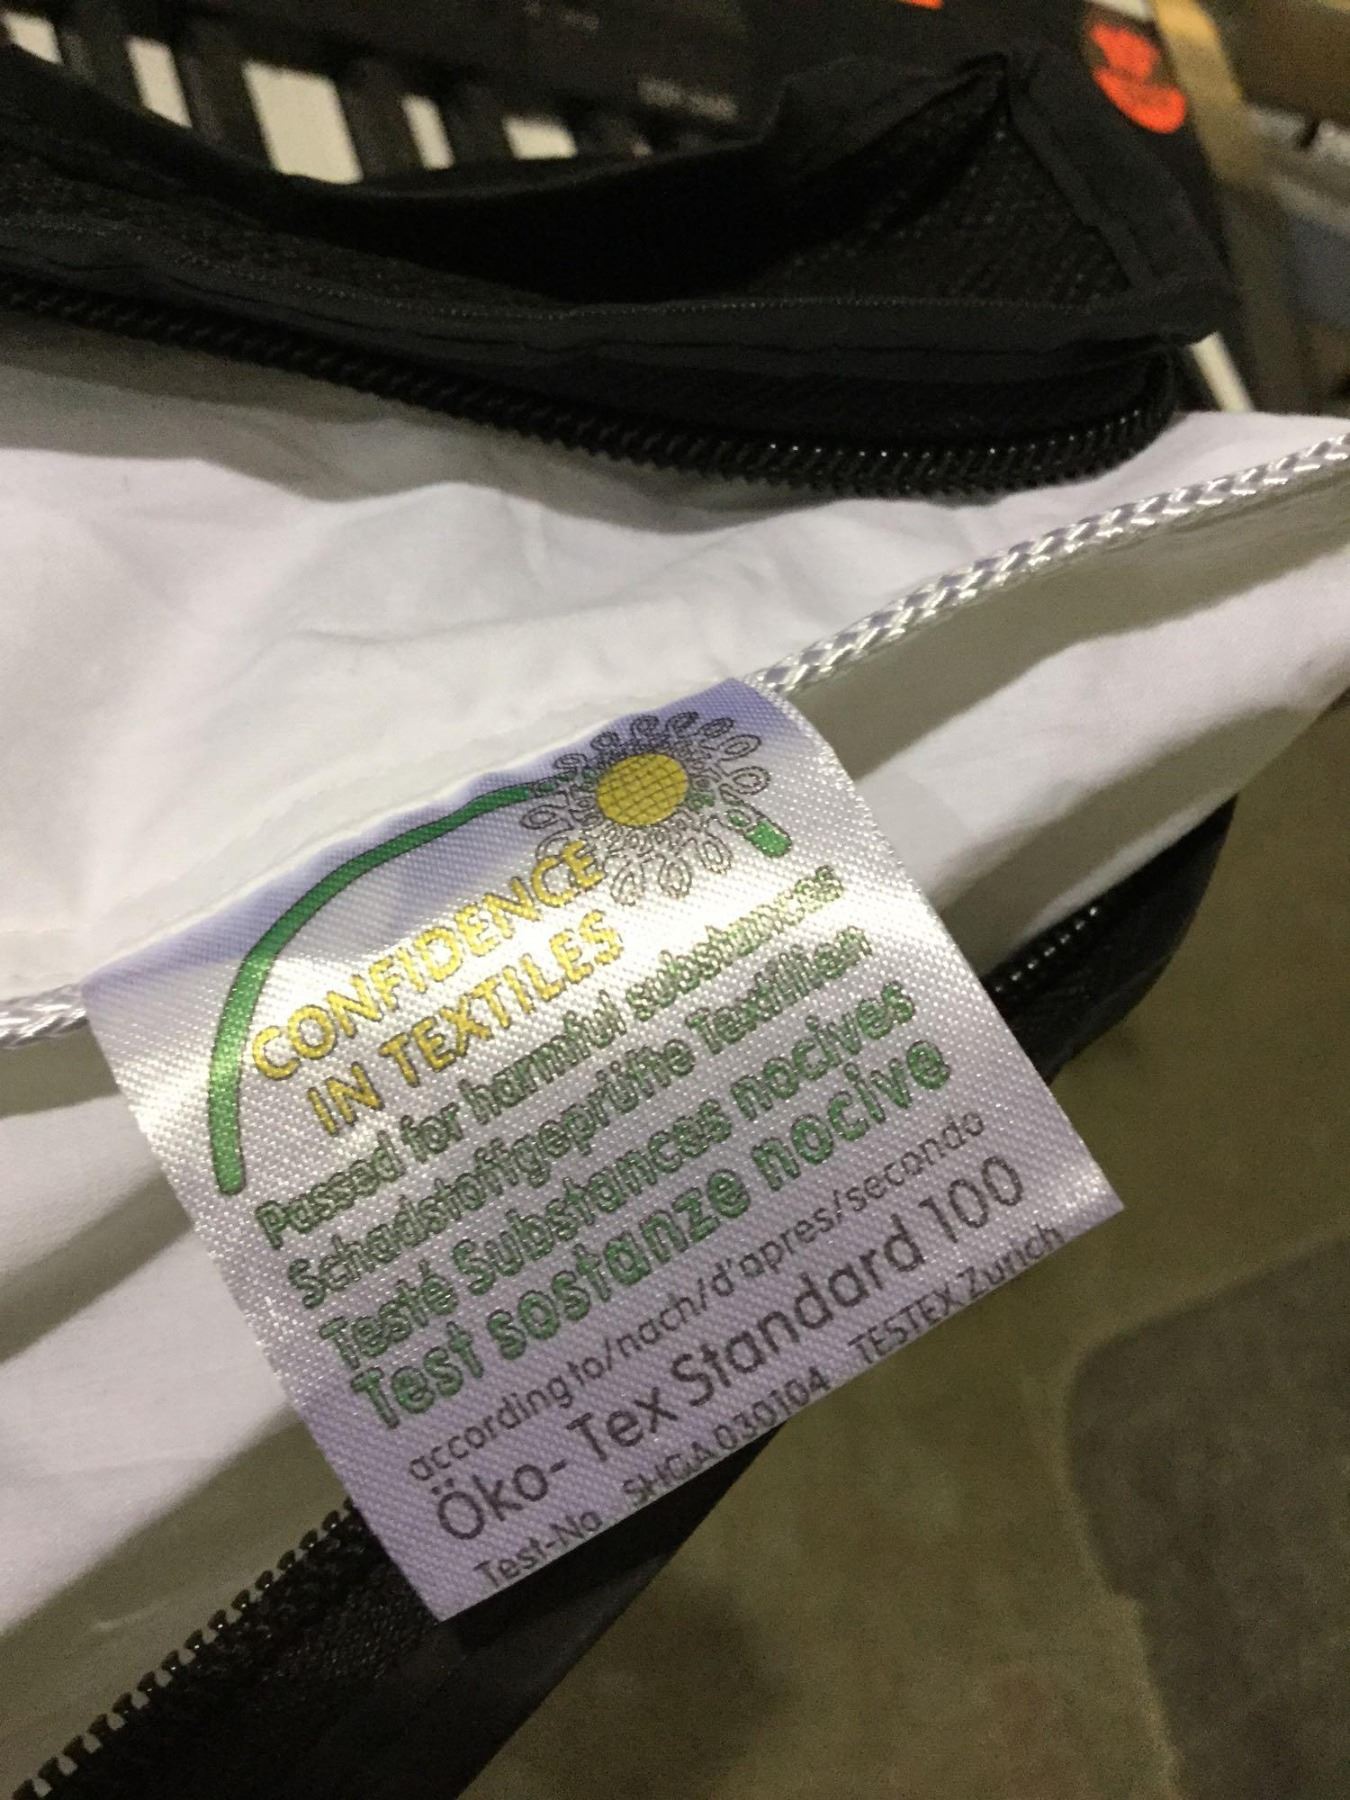 CONFIDENCE
IN TEXTILES
Passed for harmful substances
Schadstoffgeprüfte Textilien
Testé Substances nocives
Test sostanze nocive
according to/nach/d'apres/secondo
Öko- Tex Standard 100
Test-No. SHGA 030104 TESTEX Zurich